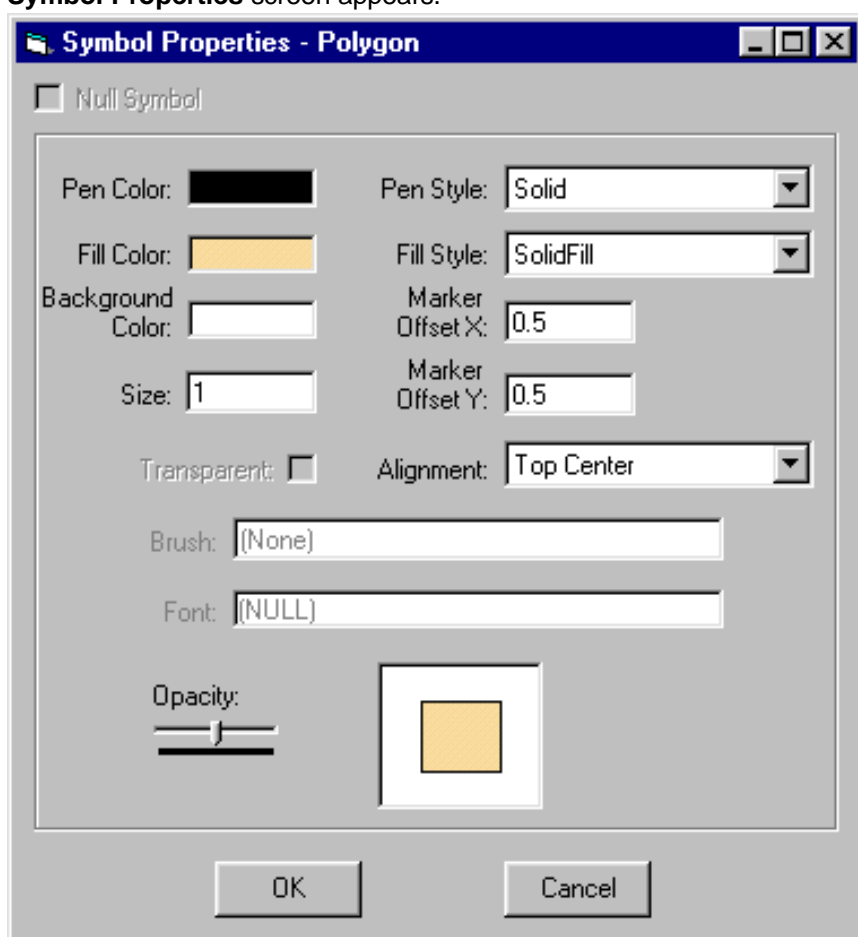 Symbol Properties screen appears.
Symbol Properties - Polygon
Null Symbol
Pen Color:
Pen Style: Solid
Fill Color:
Fill Style: SolidFill
Background
Color:
Marker
Offset X: 0.5
Size: 1
Marker
Offset Y: 0.5
Transparent:
Alignment: Top Center
Brush: (None)
Font: (NULL)
Opacity:
OK
Cancel